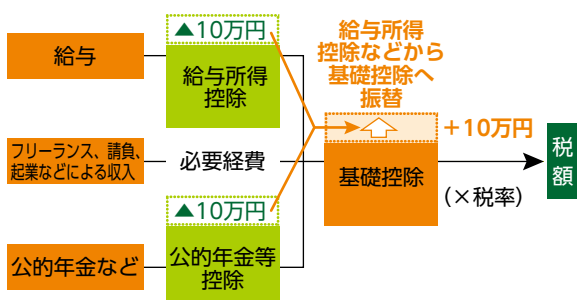 給与
▲10万円
給与所得
控除
給与所得
控除などから
基礎控除へ
振替
フリーランス、請負、
起業などによる収入
必要経費
＋10万円
基礎控除
(×税率)
税
額
公的年金など
▲10万円
公的年金等
控除